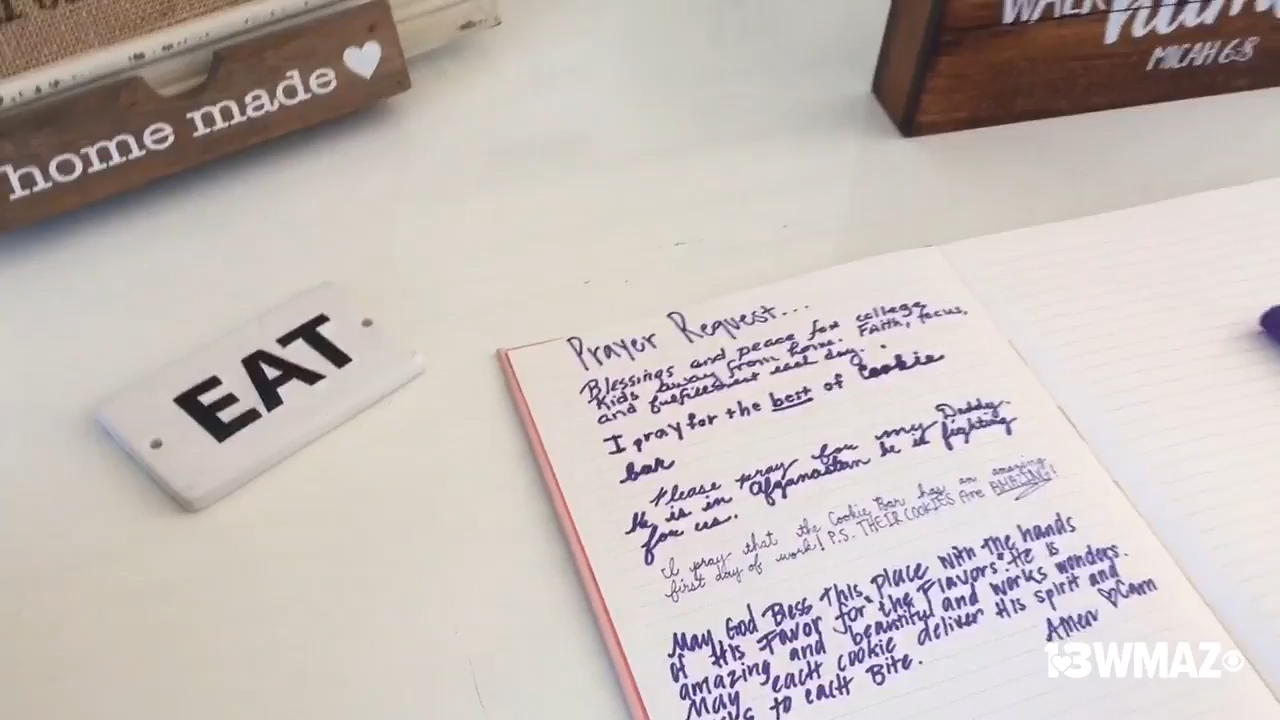 home made
WALK
MICAH 6:8
EAT
Prayer Request...
Blessings and peace for college
kids away from home. Faith, focus,
and fulfillment each day.
I pray for the best of Cookie
bar
Please pray for my Daddy.
He is in Afganastan he is fighting
for us.
I pray that the Cookie Bar has an amazing
first day of work! P.S. THEIR COOKIES Are AMAZING!
May God Bless This Place with the hands
of His Favor for "the Flavors". He is
amazing and beautiful and works wonders.
May each cookie deliver His spirit and
to each Bite.
Amen ♡Cam
13WMAZ